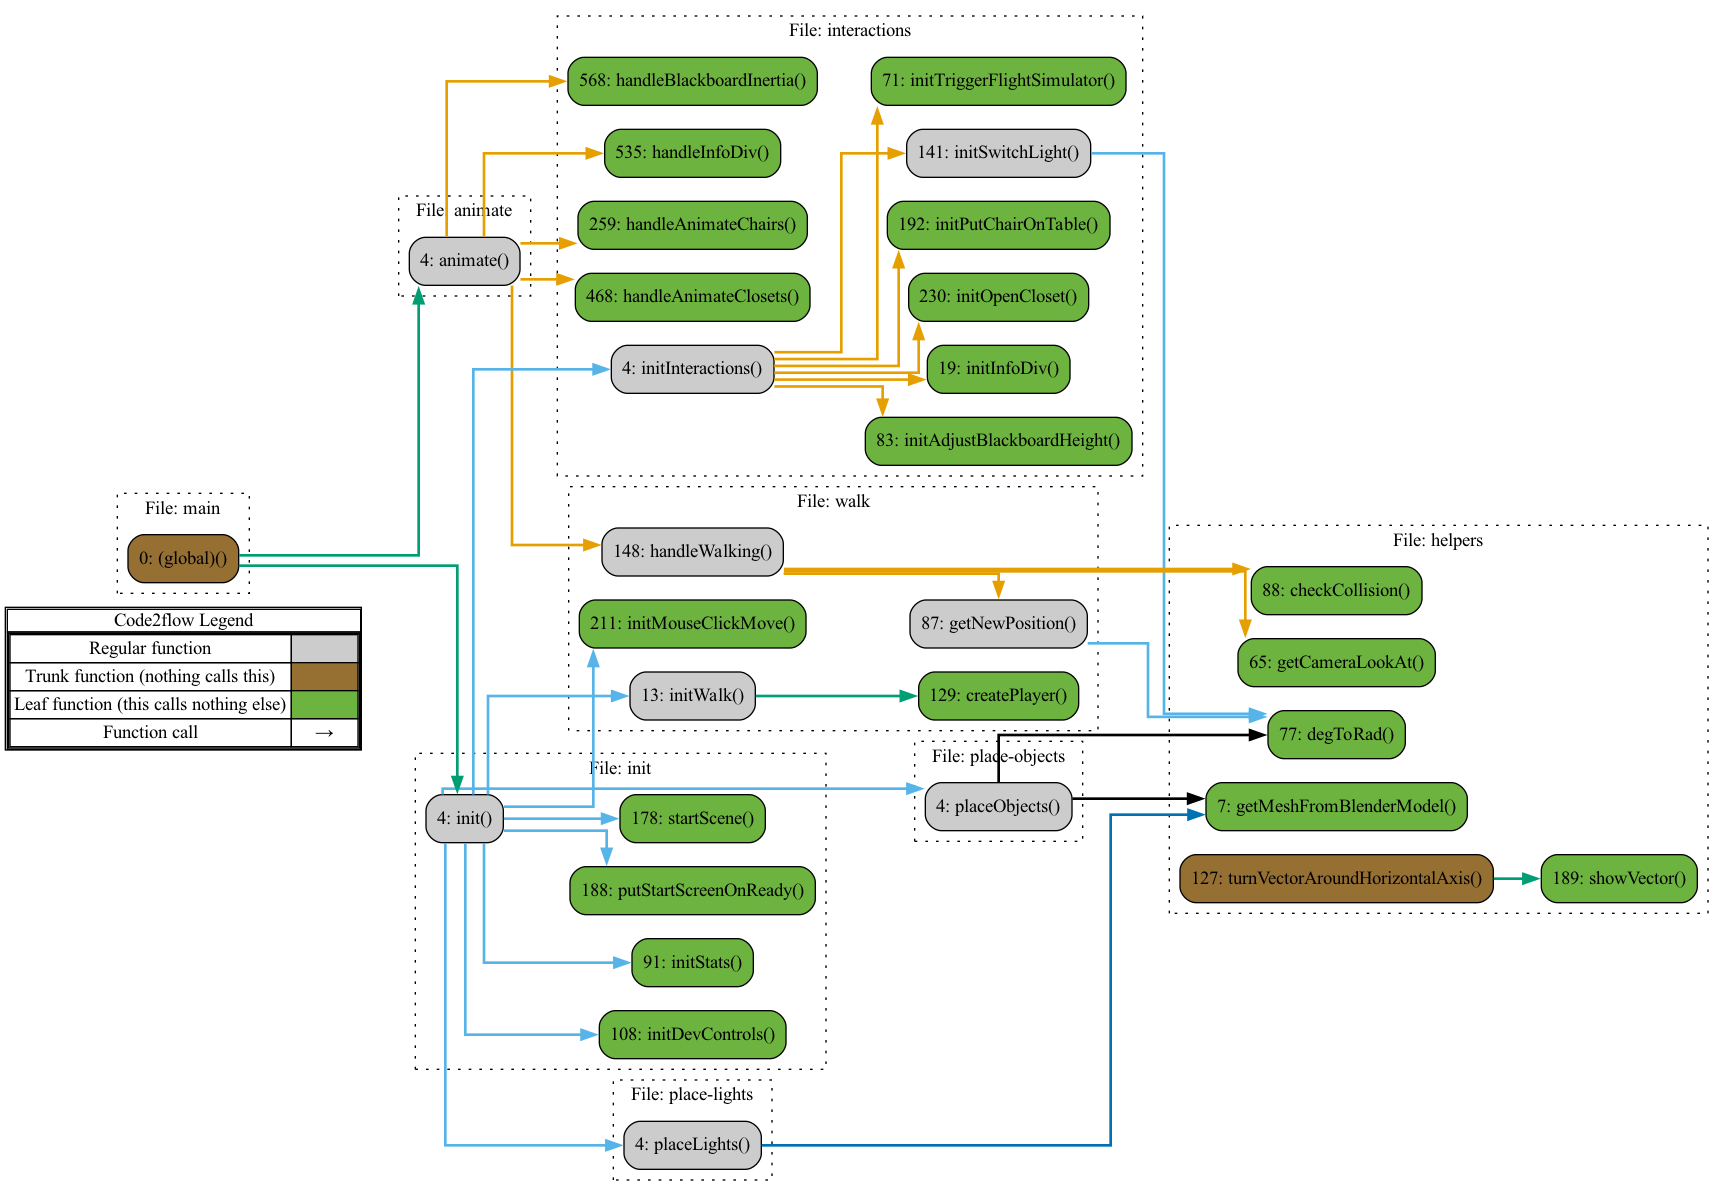 File: interactions
568: handleBlackboardInertia()
71: initTriggerFlightSimulator()
535: handleInfoDiv()
141: initSwitchLight()
File: animate
259: handleAnimateChairs()
192: initPutChairOnTable()
4: animate()
468: handleAnimateClosets()
230: initOpenCloset()
4: initInteractions()
19: initInfoDiv()
83: initAdjustBlackboardHeight()
File: walk
File: main
148: handleWalking()
0: (global)()
File: helpers
88: checkCollision()
211: initMouseClickMove()
87: getNewPosition()
65: getCameraLookAt()
13: initWalk()
129: createPlayer()
77: degToRad()
Code2flow Legend
Regular function
Trunk function (nothing calls this)
Leaf function (this calls nothing else)
Function call →
File: init
File: place-objects
4: init()
178: startScene()
4: placeObjects()
7: getMeshFromBlenderModel()
188: putStartScreenOnReady()
127: turnVectorAroundHorizontalAxis()
189: showVector()
91: initStats()
108: initDevControls()
File: place-lights
4: placeLights()